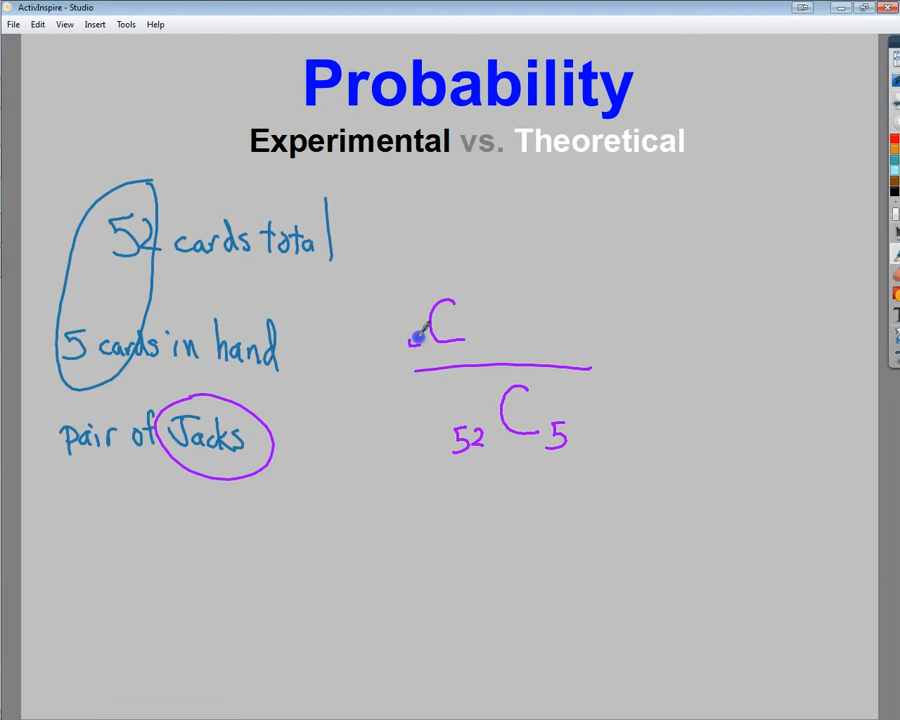 ActivInspire - Studio
File Edit View Insert Tools Help
Probability
Experimental vs. Theoretical
52 cards total
5 cards in hand
pair of Jacks
C
52 C 5